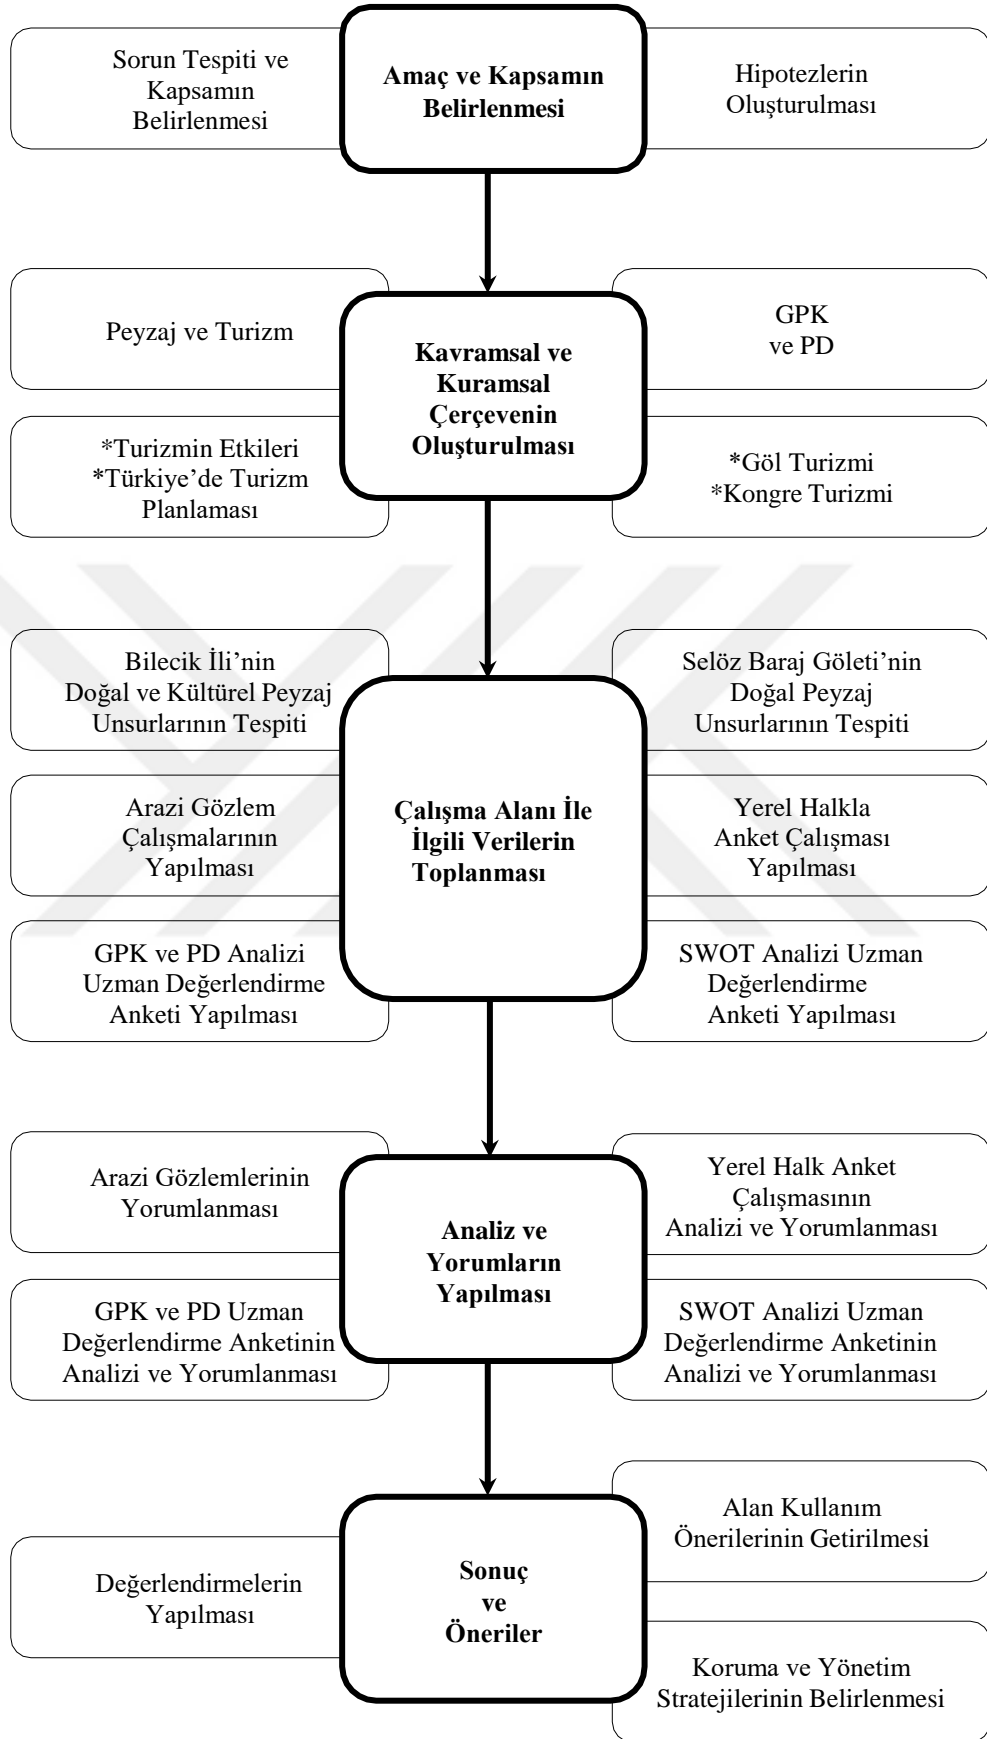 Sorun Tespiti ve
Kapsamın
Belirlenmesi
Amaç ve Kapsamın
Belirlenmesi
Hipotezlerin
Oluşturulması
Peyzaj ve Turizm
GPK
ve PD
Kavramsal ve
Kuramsal
Çerçevenin
Oluşturulması
*Turizmin Etkileri
*Türkiye’de Turizm
Planlaması
*Göl Turizmi
*Kongre Turizmi
Bilecik İli’nin
Doğal ve Kültürel Peyzaj
Unsurlarının Tespiti
Selöz Baraj Göleti’nin
Doğal Peyzaj
Unsurlarının Tespiti
Arazi Gözlem
Çalışmalarının
Yapılması
Çalışma Alanı İle
İlgili Verilerin
Toplanması
Yerel Halkla
Anket Çalışması
Yapılması
GPK ve PD Analizi
Uzman Değerlendirme
Anketi Yapılması
SWOT Analizi Uzman
Değerlendirme
Anketi Yapılması
Arazi Gözlemlerinin
Yorumlanması
Yerel Halk Anket
Çalışmasının
Analizi ve Yorumlanması
Analiz ve
Yorumların
Yapılması
GPK ve PD Uzman
Değerlendirme Anketinin
Analizi ve Yorumlanması
SWOT Analizi Uzman
Değerlendirme Anketinin
Analizi ve Yorumlanması
Alan Kullanım
Önerilerinin Getirilmesi
Değerlendirmelerin
Yapılması
Sonuç
ve
Öneriler
Koruma ve Yönetim
Stratejilerinin Belirlenmesi